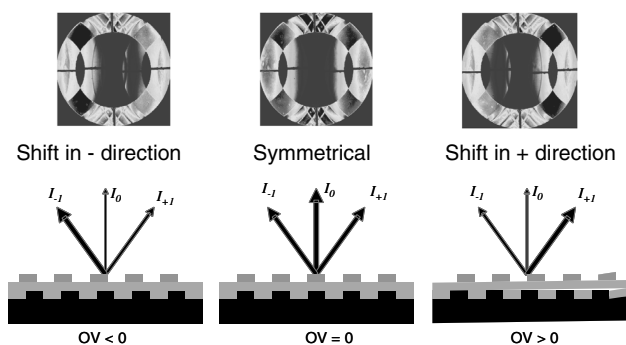 Shift in - direction
Symmetrical
Shift in + direction
I-1 I0 I+1
I-1 I0 I+1
I-1 I0 I+1
OV < 0
OV = 0
OV > 0